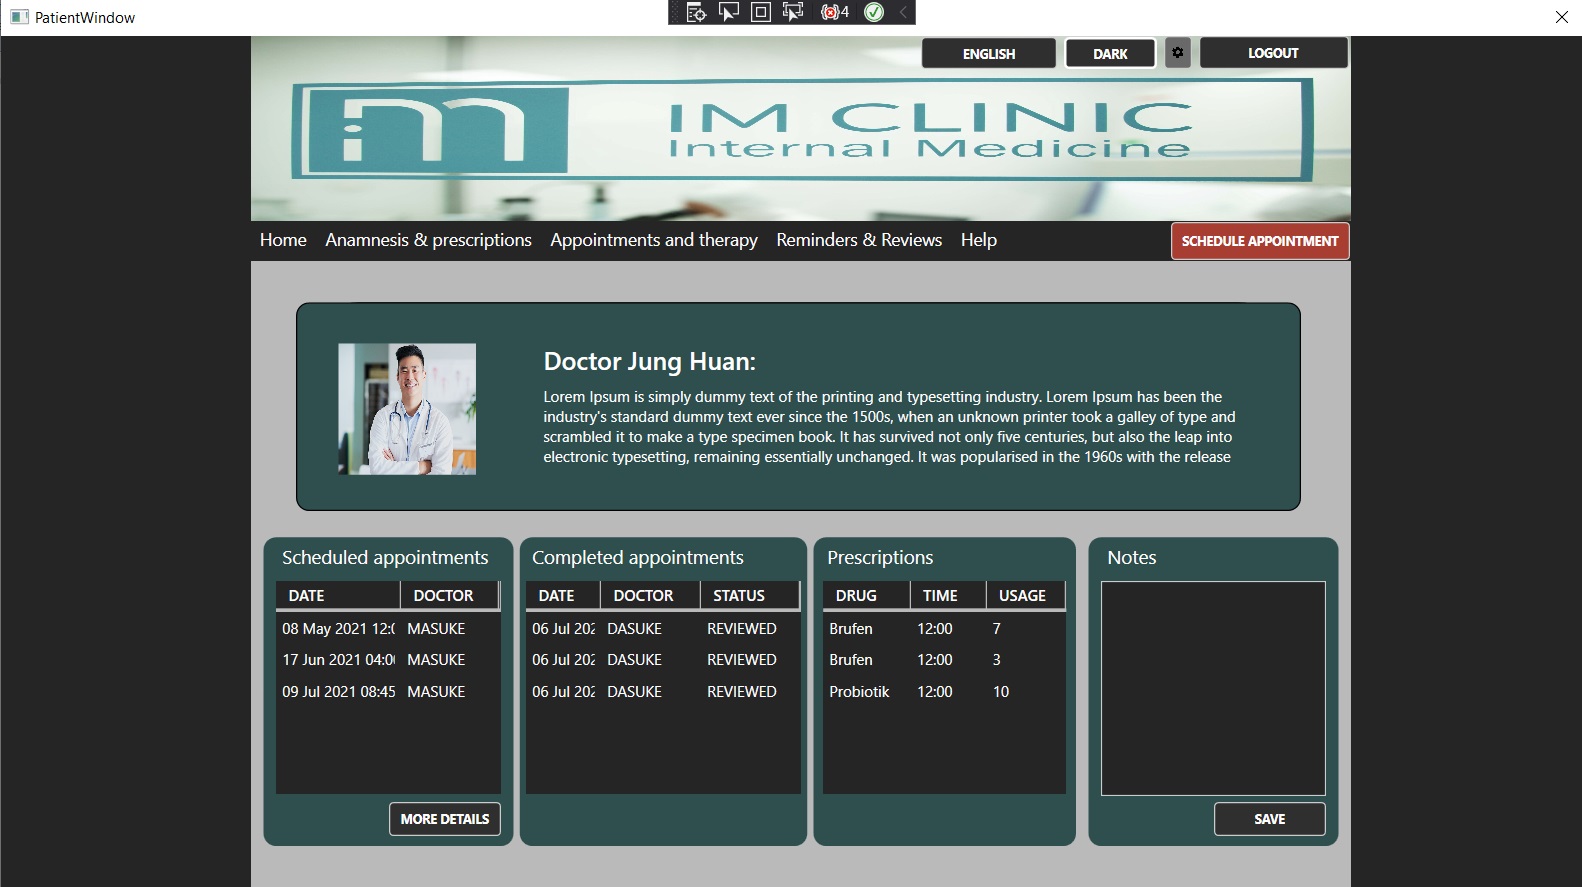 PatientWindow
4
ENGLISH
DARK
LOGOUT
IM CLINIC
Internal Medicine
Home
Anamnesis & prescriptions
Appointments and therapy
Reminders & Reviews
Help
SCHEDULE APPOINTMENT
Doctor Jung Huan:
Lorem Ipsum is simply dummy text of the printing and typesetting industry. Lorem Ipsum has been the
industry's standard dummy text ever since the 1500s, when an unknown printer took a galley of type and
scrambled it to make a type specimen book. It has survived not only five centuries, but also the leap into
electronic typesetting, remaining essentially unchanged. It was popularised in the 1960s with the release
Scheduled appointments
DATE DOCTOR
08 May 2021 12:0 MASUKE
17 Jun 2021 04:00 MASUKE
09 Jul 2021 08:45 MASUKE
MORE DETAILS
Completed appointments
DATE DOCTOR STATUS
06 Jul 202 DASUKE REVIEWED
06 Jul 202 DASUKE REVIEWED
06 Jul 202 DASUKE REVIEWED
Prescriptions
DRUG TIME USAGE
Brufen 12:00 7
Brufen 12:00 3
Probiotik 12:00 10
Notes
SAVE